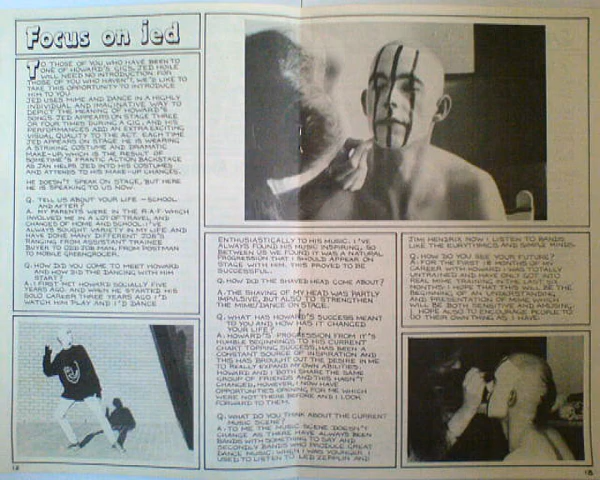 Focus on jed
TO THOSE OF YOU WHO HAVE BEEN TO
ONE OF HOWARD'S GIGS, JED HOILE
WILL NEED NO INTRODUCTION. FOR
THOSE OF YOU WHO HAVEN'T, WE'D LIKE TO
TAKE THIS OPPORTUNITY TO INTRODUCE
HIM TO YOU.
JED USES MIME AND DANCE IN A HIGHLY
INDIVIDUAL AND IMAGINATIVE WAY TO
DEPICT THE MEANING OF HOWARD'S
SONGS. JED APPEARS ON STAGE THREE
OR FOUR TIMES DURING A GIG, AND HIS
PERFORMANCES ADD AN EXTRA EXCITING
VISUAL QUALITY TO THE ACT. EACH TIME
JED APPEARS ON STAGE HE IS WEARING
A STRIKING COSTUME AND DRAMATIC
MAKE-UP WHICH IS THE RESULT OF
SOMETIME'S FRANTIC ACTION BACKSTAGE
AS JAN HELPS JED INTO HIS COSTUMES
AND ATTENDS TO HIS MAKE-UP CHANGES.
HE DOESN'T SPEAK ON STAGE, BUT HERE
HE IS SPEAKING TO US NOW.
Q. TELL US ABOUT YOUR LIFE - SCHOOL
AND AFTER?
A. MY PARENTS WERE IN THE R.A.F. WHICH
INVOLVED ME IN A LOT OF TRAVEL AND
CHANGES OF HOME AND SCHOOL. I'VE
ALWAYS SOUGHT VARIETY IN MY LIFE AND
HAVE DONE MANY DIFFERENT JOB'S
RANGING FROM ASSISTANT TRAINEE
BUYER TO ODD JOB MAN, FROM POSTMAN
TO MOBILE GREENGROCER.
Q. HOW DID YOU COME TO MEET HOWARD
AND HOW DID THE DANCING WITH HIM
START?
A. I FIRST MET HOWARD SOCIALLY FIVE
YEARS AGO. AND WHEN HE STARTED HIS
SOLO CAREER THREE YEARS AGO I'D
WATCH HIM PLAY AND I'D DANCE
12
ENTHUSIASTICALLY TO HIS MUSIC. I'VE
ALWAYS FOUND HIS MUSIC INSPIRING, SO
BETWEEN US WE FOUND IT WAS A NATURAL
PROGRESSION THAT I SHOULD APPEAR ON
STAGE WITH HIM. THIS PROVED TO BE
SUCCESSFUL.
Q. HOW DID THE SHAVED HEAD COME ABOUT?
A. THE SHAVING OF MY HEAD WAS PARTLY
IMPULSIVE, BUT ALSO TO STRENGTHEN
THE MIME/DANCE ON STAGE.
Q. WHAT HAS HOWARD'S SUCCESS MEANT
TO YOU AND HOW HAS IT CHANGED
YOUR LIFE?
A. HOWARD'S PROGRESSION FROM IT'S
HUMBLE BEGINNINGS TO HIS CURRENT
CHART TOPPING SUCCESS, HAS BEEN A
CONSTANT SOURCE OF INSPIRATION AND
THIS HAS BROUGHT OUT THE DESIRE IN ME
TO REALLY EXPAND MY OWN ABILITIES.
HOWARD AND I BOTH SHARE THE SAME
GROUP OF FRIENDS AND THIS HASN'T
CHANGED, HOWEVER, I NOW HAVE
OPPORTUNITIES OPENING FOR ME WHICH
WERE NOT THERE BEFORE AND I LOOK
FORWARD TO THEM.
Q. WHAT DO YOU THINK ABOUT THE CURRENT
MUSIC SCENE?
A. TO ME THE MUSIC SCENE DOESN'T
CHANGE AS THERE HAVE ALWAYS BEEN
BANDS WITH SOMETHING TO SAY AND
SECONDLY BANDS WHO PRODUCE GREAT
DANCE MUSIC. WHEN I WAS YOUNGER I
USED TO LISTEN TO LED ZEPPLIN AND
JIMI HENDRIX NOW I LISTEN TO BANDS
LIKE THE EURYTHMICS AND SIMPLE MINDS.
Q. HOW DO YOU SEE YOUR FUTURE?
A. FOR THE FIRST 18 MONTHS OF MY
CAREER WITH HOWARD I WAS TOTALLY
UNTRAINED AND HAVE ONLY GOT INTO
REAL MIME TRAINING IN THE LAST SIX
MONTHS. I HOPE THAT THIS WILL BE THE
BEGINNING OF AN UNDERSTANDING
AND PRESENTATION OF MIME WHICH
WILL BE BOTH SENSITIVE AND AMUSING.
I HOPE ALSO TO ENCOURAGE PEOPLE TO
DO THEIR OWN THING AS I HAVE.